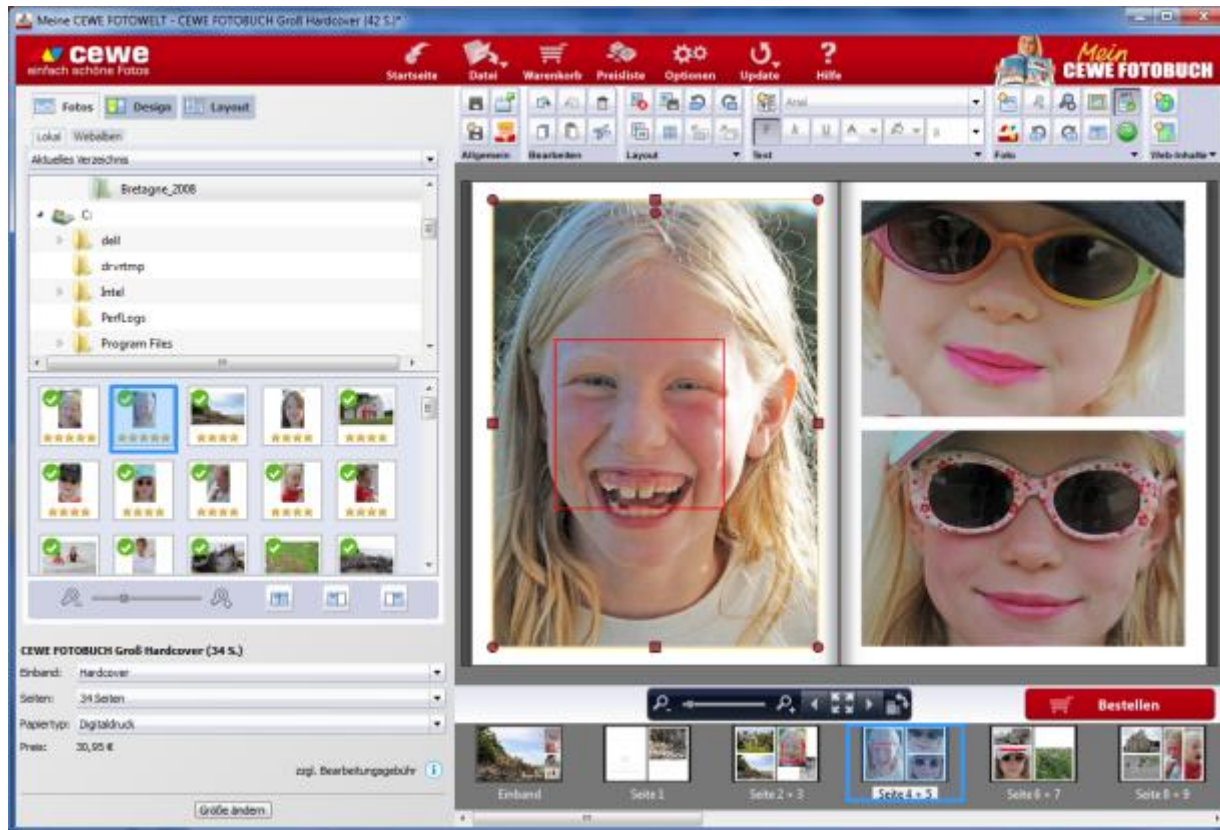 Meine CEWE FOTOWELT - CEWE FOTOBUCH Groß Hardcover (42 S.)*
cewe
einfach schöne Fotos
Startseite
Datei
Warenkorb
Preisliste
Optionen
Update
Hilfe
Mein
CEWE FOTOBUCH
Fotos
Design
Layout
Lokal
Webalben
Aktuelles Verzeichnis
Bretagne_2008
C:
dell
drvrtmp
Intel
PerfLogs
Program Files
Arial
F
k
U
A
Allgemein
Bearbeiten
Layout
Text
Foto
Web-Inhalte
CEWE FOTOBUCH Groß Hardcover (34 S.)
Einband: Hardcover
Seiten: 34 Seiten
Papiertyp: Digitaldruck
Preis: 30,95 €
zzgl. Bearbeitungsgebühr
Größe ändern
Bestellen
Einband
Seite 1
Seite 2 + 3
Seite 4 + 5
Seite 6 + 7
Seite 8 + 9